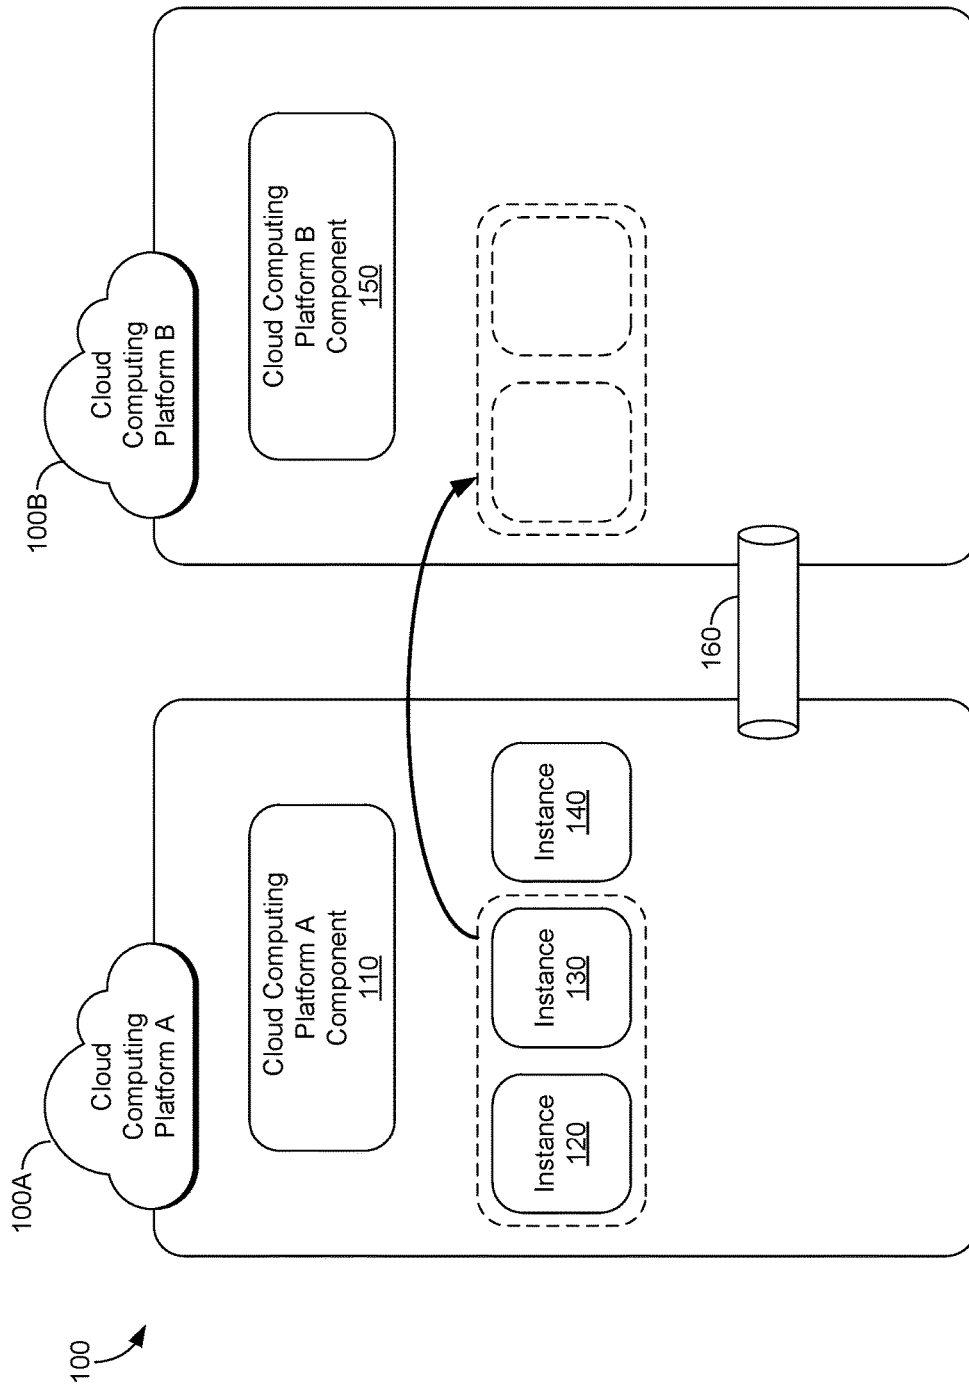 100
100A
Cloud
Computing
Platform A
Cloud Computing
Platform A
Component
110
Instance
120
Instance
130
Instance
140
160
100B
Cloud
Computing
Platform B
Cloud Computing
Platform B
Component
150